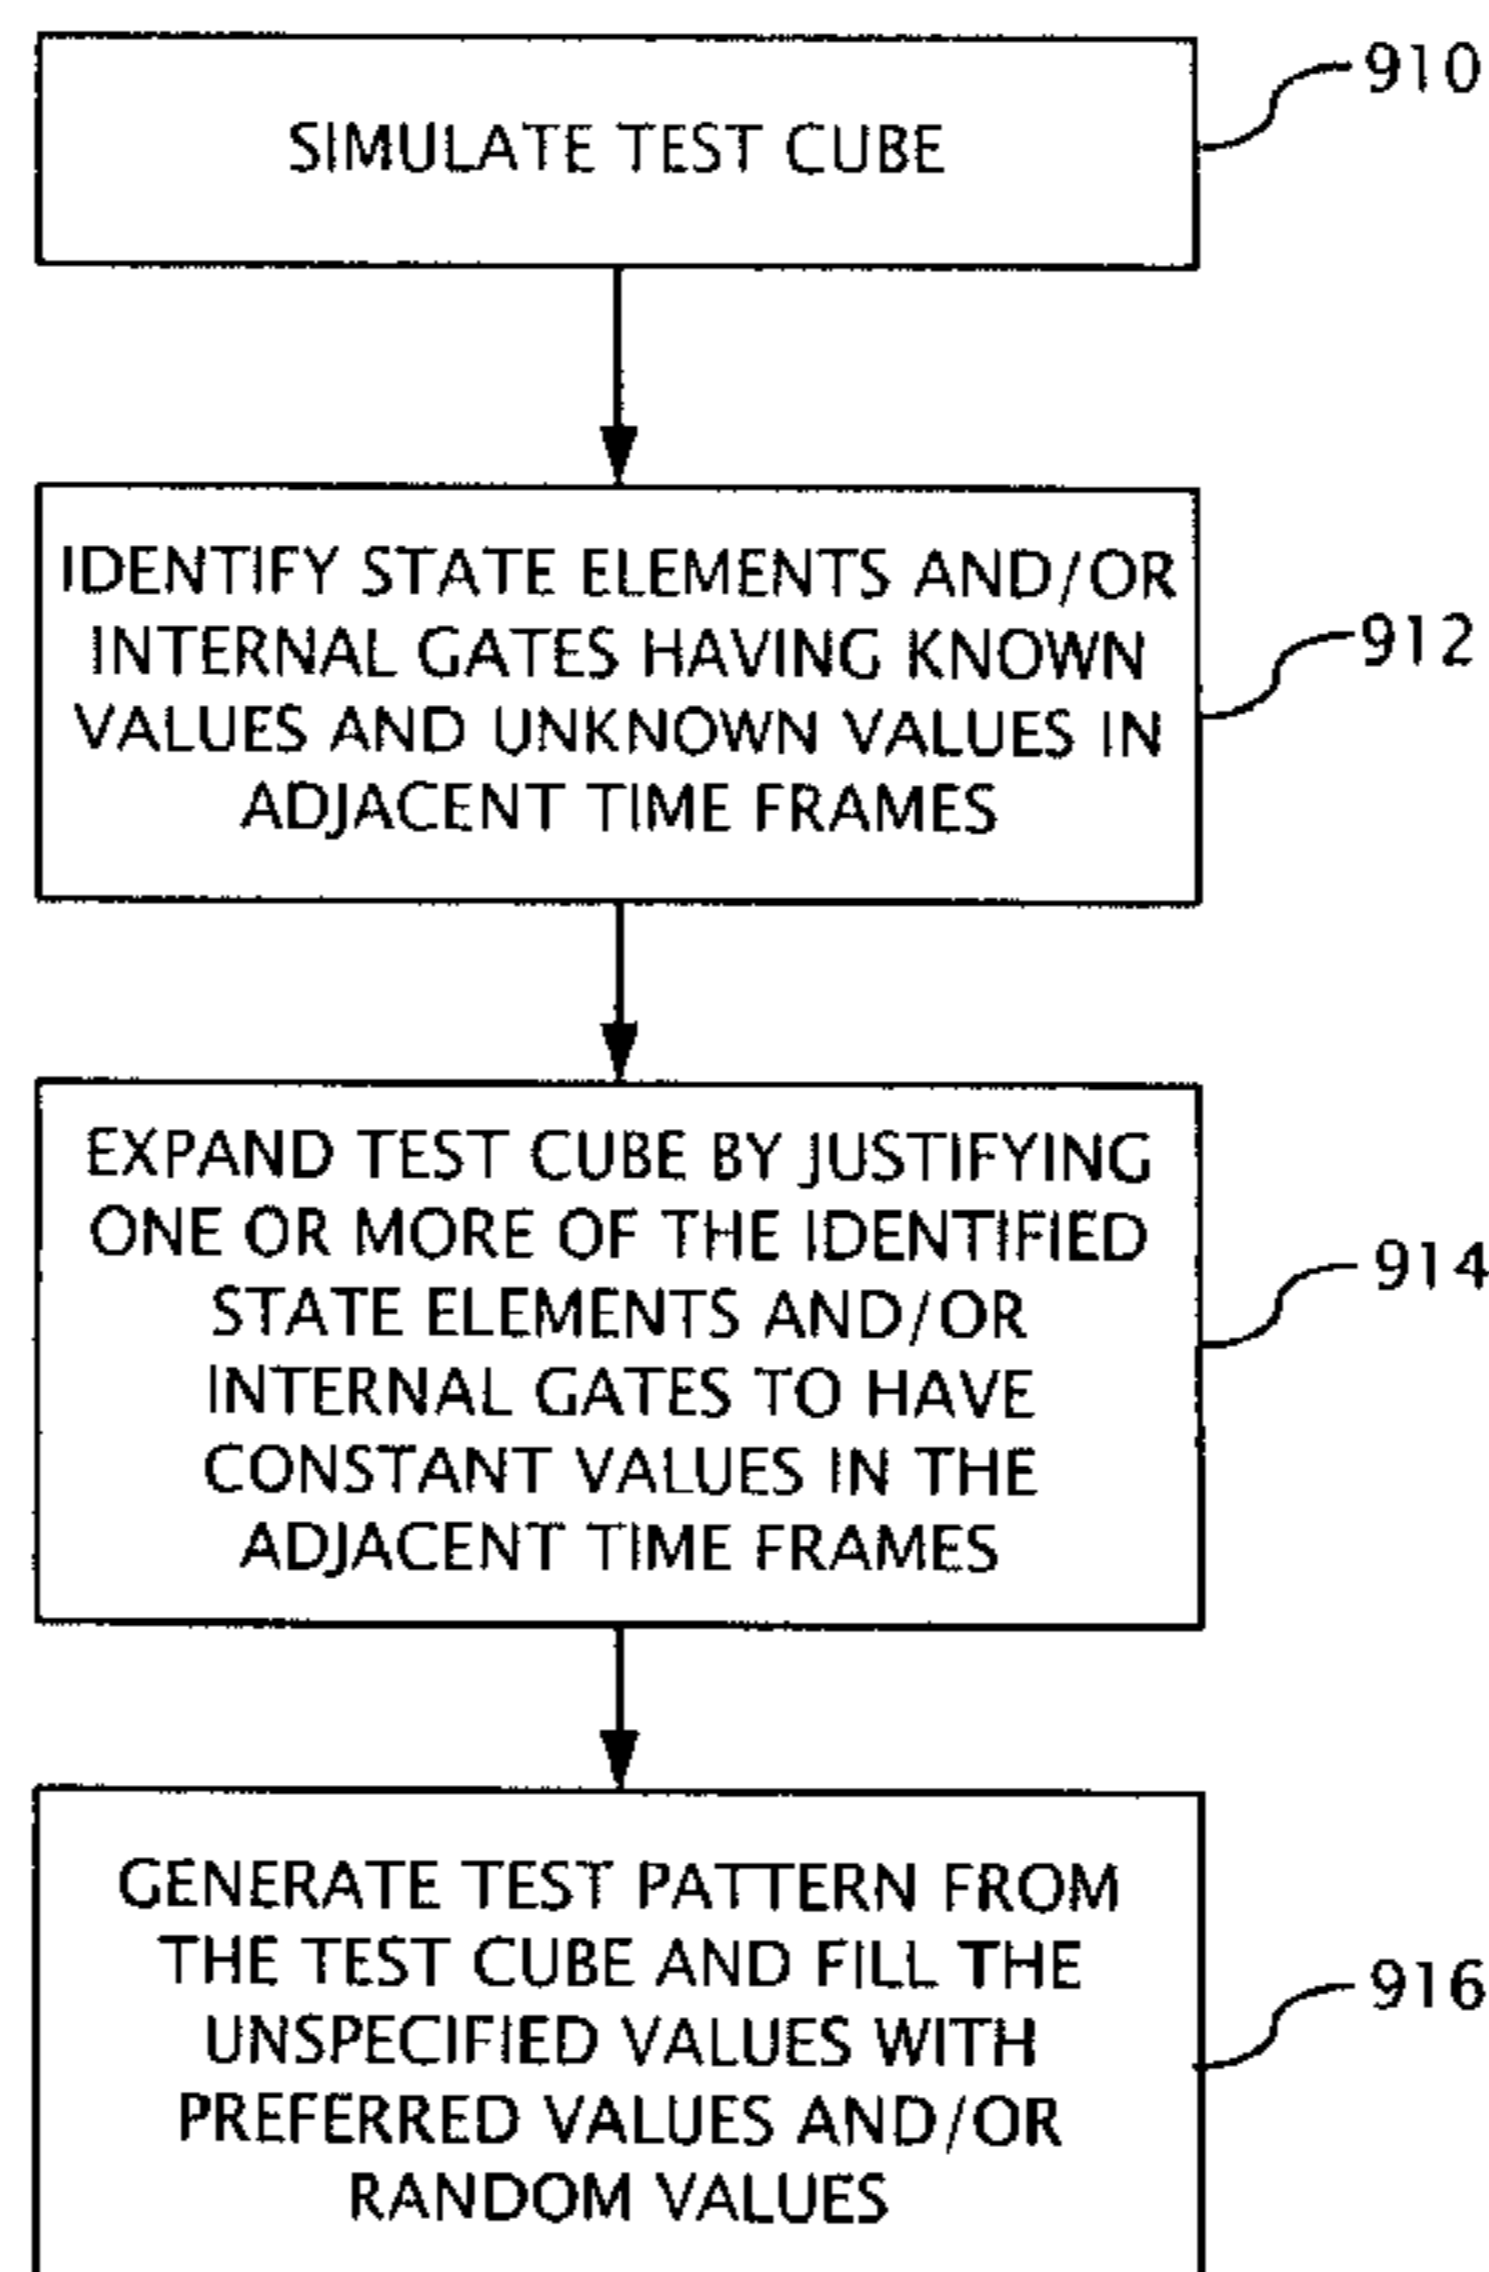 910
SIMULATE TEST CUBE
IDENTIFY STATE ELEMENTS AND/OR
INTERNAL GATES HAVING KNOWN
VALUES AND UNKNOWN VALUES IN
ADJACENT TIME FRAMES
912
EXPAND TEST CUBE BY JUSTIFYING
ONE OR MORE OF THE IDENTIFIED
STATE ELEMENTS AND/OR
INTERNAL GATES TO HAVE
CONSTANT VALUES IN THE
ADJACENT TIME FRAMES
914
GENERATE TEST PATTERN FROM
THE TEST CUBE AND FILL THE
UNSPECIFIED VALUES WITH
PREFERRED VALUES AND/OR
RANDOM VALUES
916